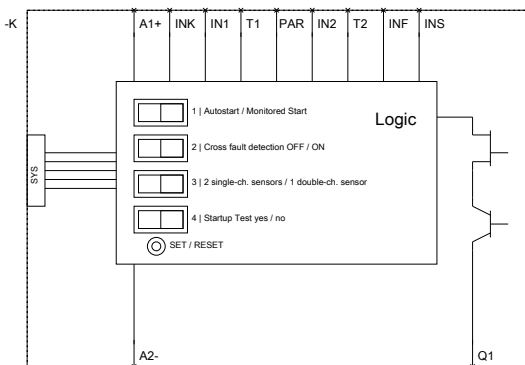 -K A1+ INK IN1 T1 PAR IN2 T2 INF INS
1 | Autostart / Monitored Start
Logic
2 | Cross fault detection OFF / ON
SYS
3 | 2 single-ch. sensors / 1 double-ch. sensor
4 | Startup Test yes / no
SET / RESET
A2- Q1